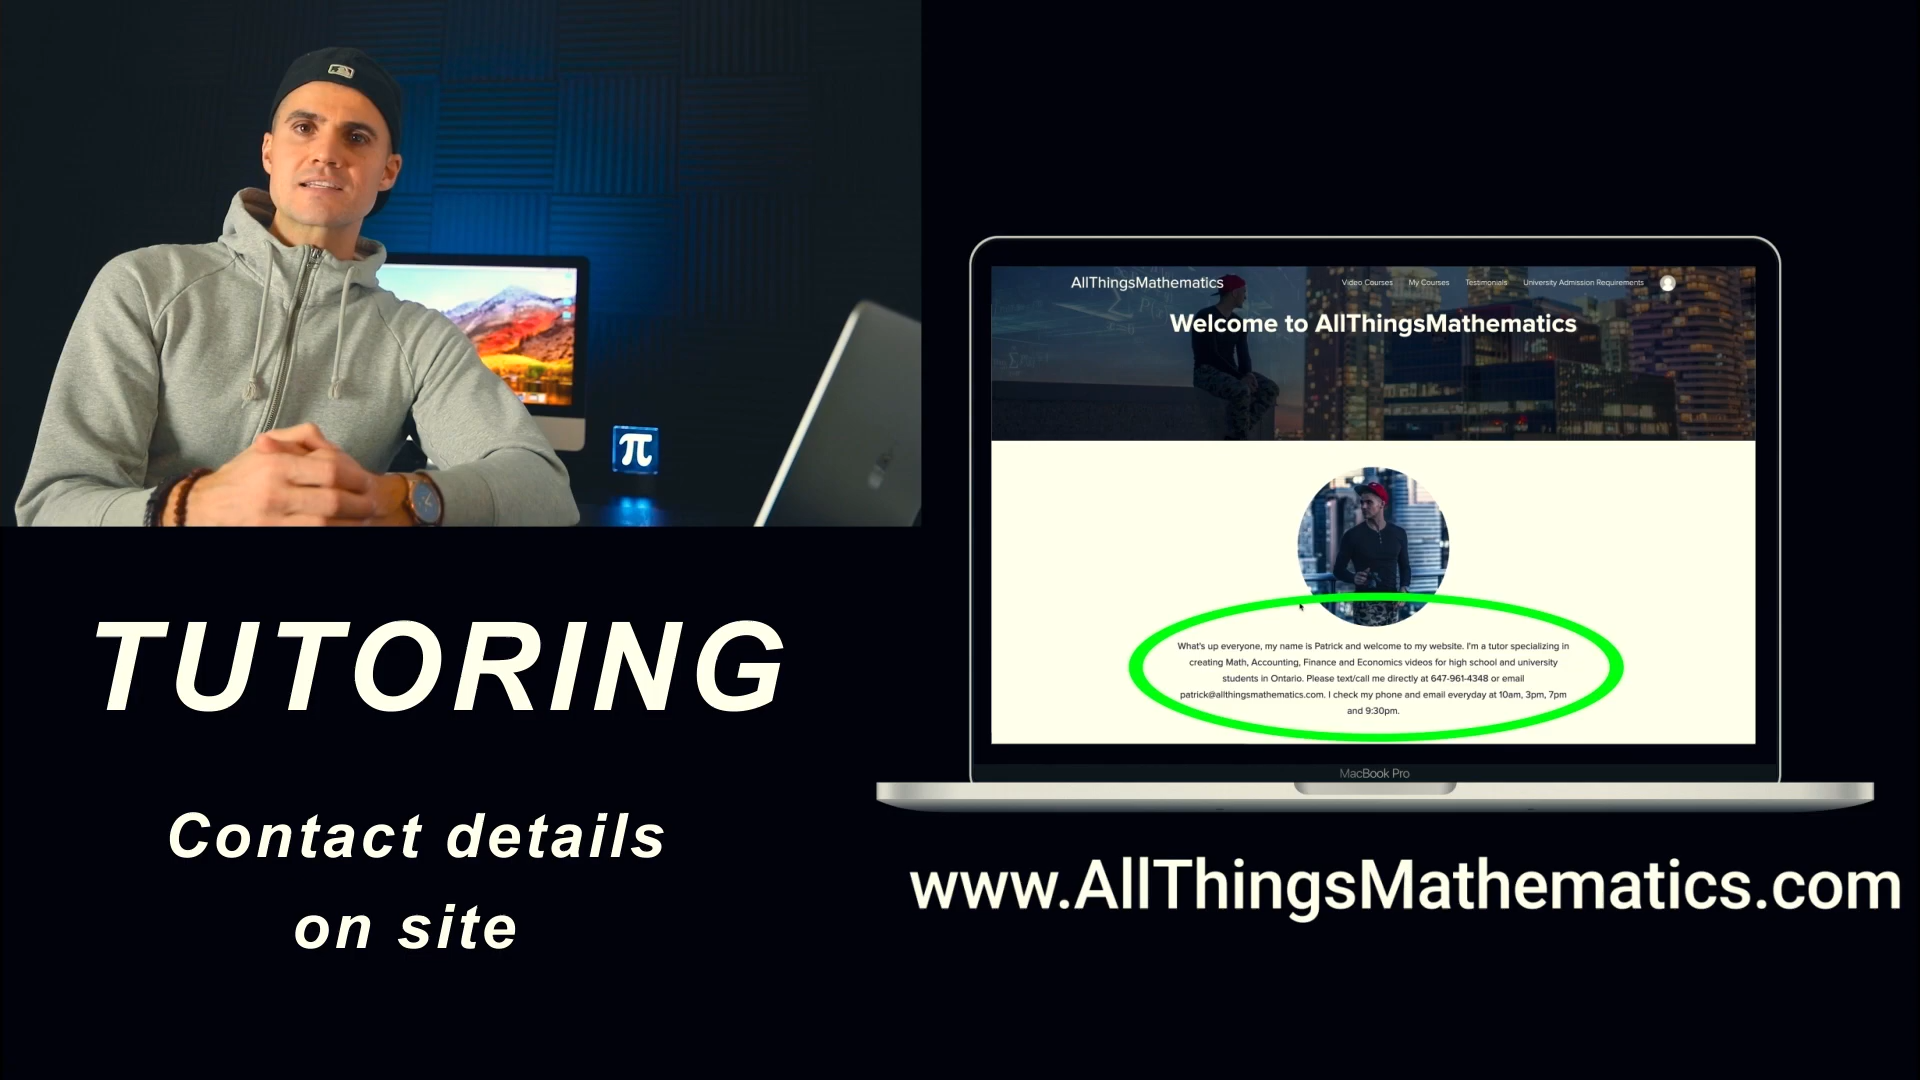 π
TUTORING
Contact details
on site
AllThingsMathematics
Video Courses
My Courses
Testimonials
University Admission Requirements
Welcome to AllThingsMathematics
What's up everyone, my name is Patrick and welcome to my website. I'm a tutor specializing in
creating Math, Accounting, Finance and Economics videos for high school and university
students in Ontario. Please text/call me directly at 647-961-4348 or email
patrick@allthingsmathematics.com. I check my phone and email everyday at 10am, 3pm, 7pm
and 9:30pm.
MacBook Pro
www.AllThingsMathematics.com